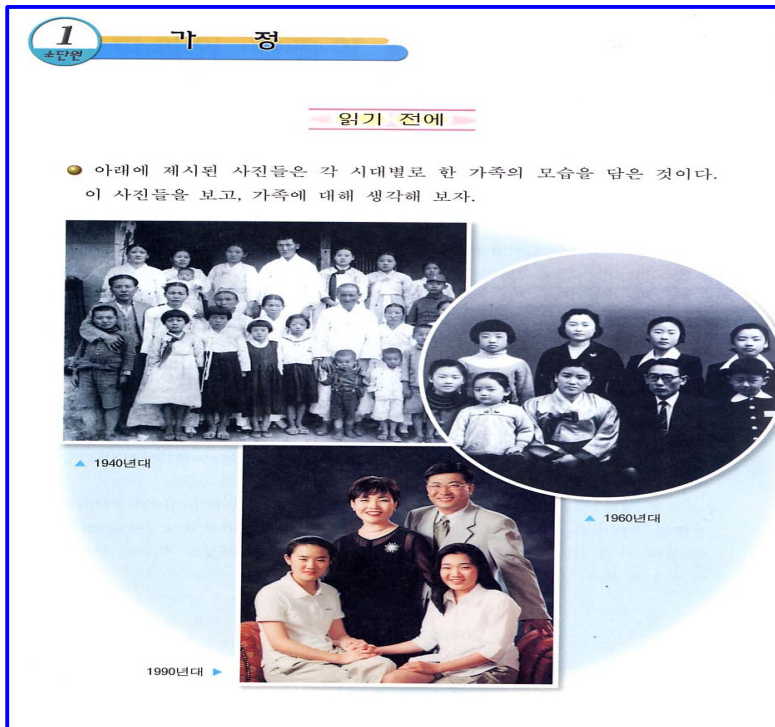 1
소단원
가 정
읽기 전에
아래에 제시된 사진들은 각 시대별로 한 가족의 모습을 담은 것이다.
이 사진들을 보고, 가족에 대해 생각해 보자.
▲ 1940년대
▲ 1960년대
1990년대 ▶